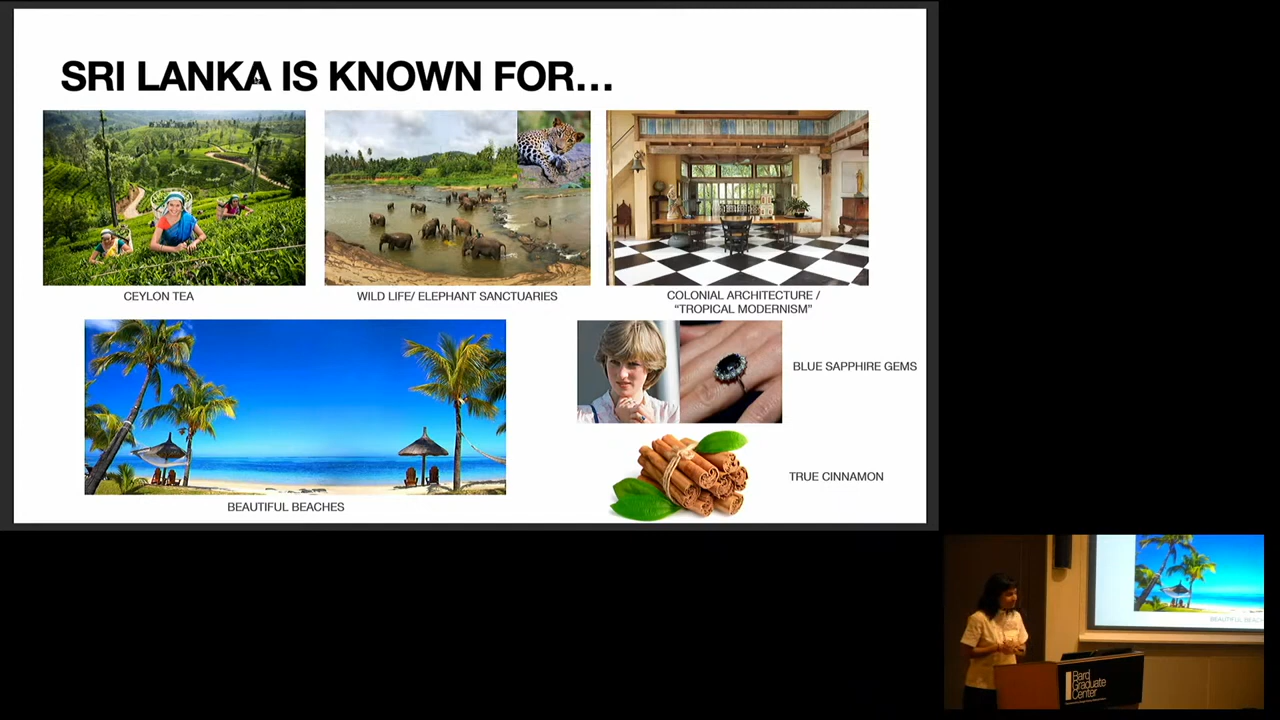 SRI LANKA IS KNOWN FOR...
CEYLON TEA
WILD LIFE/ ELEPHANT SANCTUARIES
COLONIAL ARCHITECTURE /
“TROPICAL MODERNISM”
BLUE SAPPHIRE GEMS
TRUE CINNAMON
BEAUTIFUL BEACHES
Bard
Graduate
Center